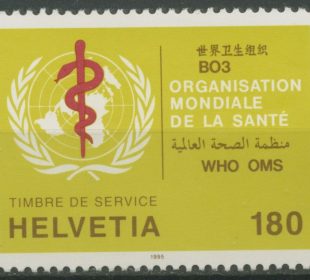 世界卫生组织
ВОЗ
ORGANISATION
MONDIALE
DE LA SANTÉ
منظمة الصحة العالمية
WHO OMS
TIMBRE DE SERVICE
HELVETIA
180
1995